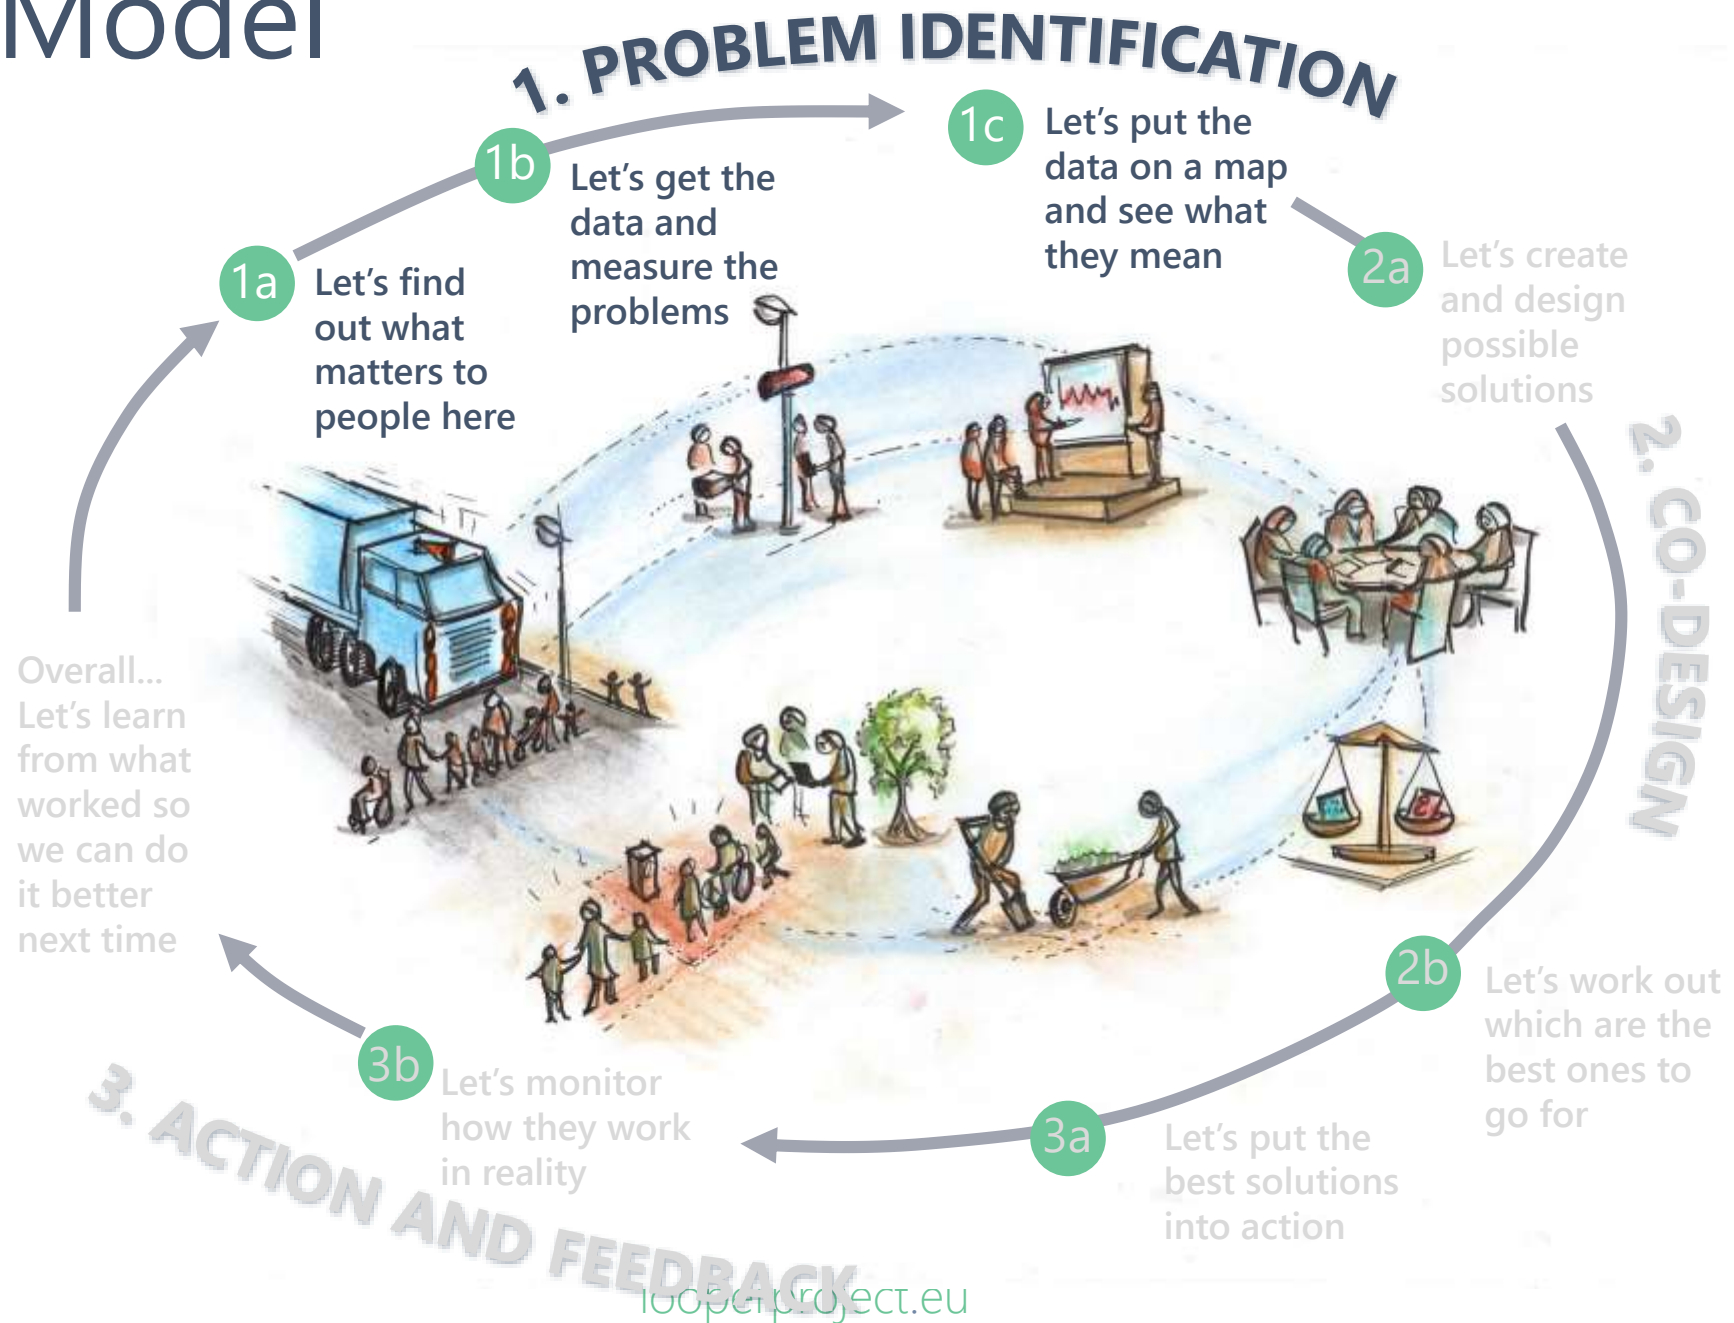 Model
1. PROBLEM IDENTIFICATION
1a
Let's find
out what
matters to
people here
1b
Let's get the
data and
measure the
problems
1c
Let's put the
data on a map
and see what
they mean
2a
Let's create
and design
possible
solutions
2. CO-DESIGN
2b
Let's work out
which are the
best ones to
go for
3a
Let's put the
best solutions
into action
3b
Let's monitor
how they work
in reality
3. ACTION AND FEEDBACK
Overall...
Let's learn
from what
worked so
we can do
it better
next time
looperproject.eu